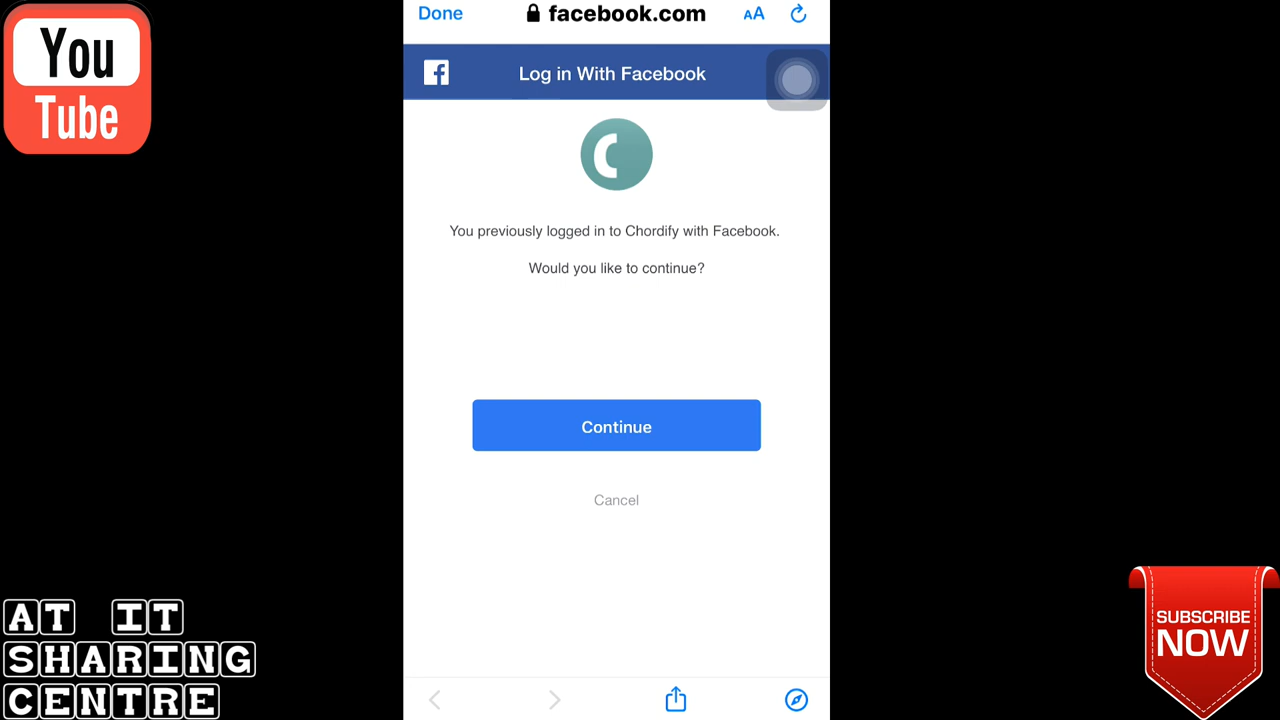 You
Tube
Done
facebook.com
AA
Log in With Facebook
You previously logged in to Chordify with Facebook.
Would you like to continue?
Continue
Cancel
AT IT
SHARING
CENTRE
SUBSCRIBE
NOW